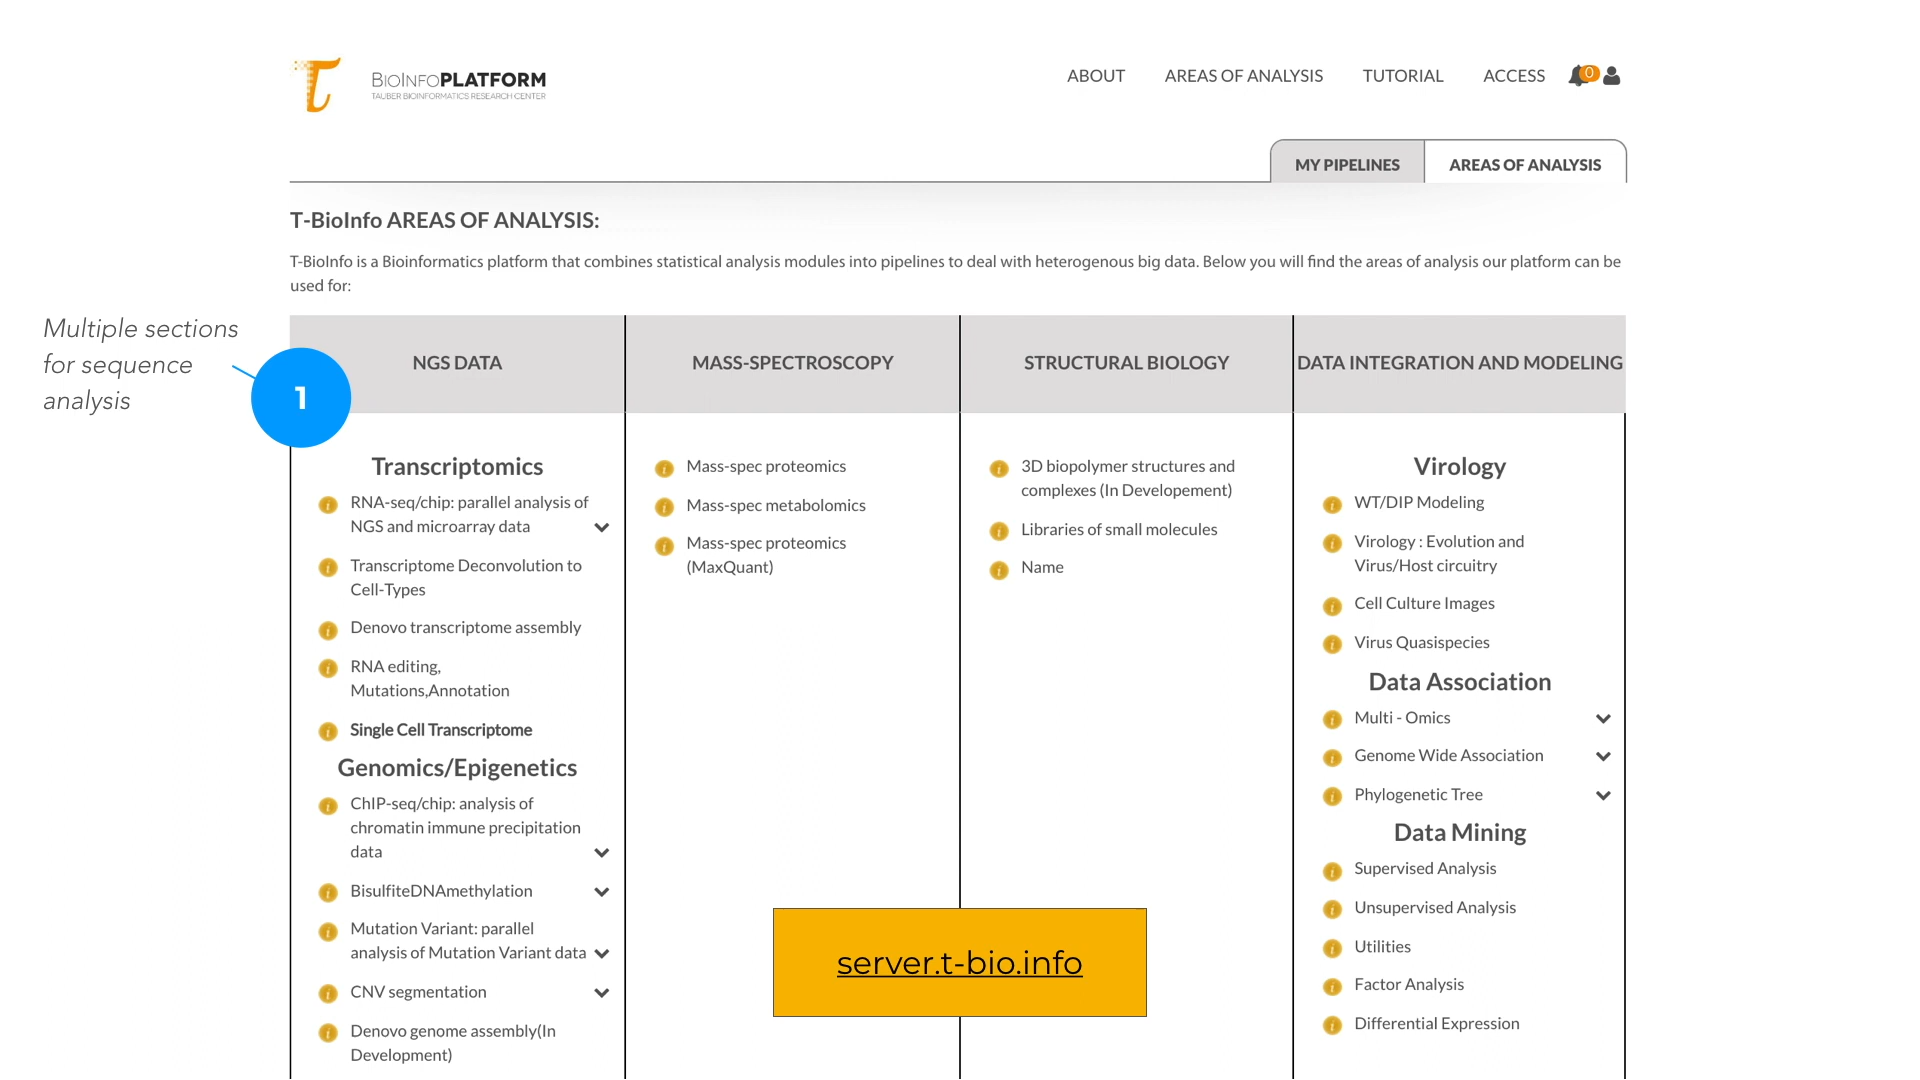 BIOINFOPLATFORM
TAUBER BIOINFORMATICS RESEARCH CENTER
ABOUT
AREAS OF ANALYSIS
TUTORIAL
ACCESS
0
MY PIPELINES
AREAS OF ANALYSIS
T-BioInfo AREAS OF ANALYSIS:
T-BioInfo is a Bioinformatics platform that combines statistical analysis modules into pipelines to deal with heterogenous big data. Below you will find the areas of analysis our platform can be
used for:
Multiple sections
for sequence
analysis
1
NGS DATA
Transcriptomics
RNA-seq/chip: parallel analysis of
NGS and microarray data
Transcriptome Deconvolution to
Cell-Types
Denovo transcriptome assembly
RNA editing,
Mutations,Annotation
Single Cell Transcriptome
Genomics/Epigenetics
ChIP-seq/chip: analysis of
chromatin immune precipitation
data
BisulfiteDNAmethylation
Mutation Variant: parallel
analysis of Mutation Variant data
CNV segmentation
Denovo genome assembly(In
Development)
MASS-SPECTROSCOPY
Mass-spec proteomics
Mass-spec metabolomics
Mass-spec proteomics
(MaxQuant)
STRUCTURAL BIOLOGY
3D biopolymer structures and
complexes (In Developement)
Libraries of small molecules
Name
DATA INTEGRATION AND MODELING
Virology
WT/DIP Modeling
Virology : Evolution and
Virus/Host circuitry
Cell Culture Images
Virus Quasispecies
Data Association
Multi - Omics
Genome Wide Association
Phylogenetic Tree
Data Mining
Supervised Analysis
Unsupervised Analysis
Utilities
Factor Analysis
Differential Expression
server.t-bio.info